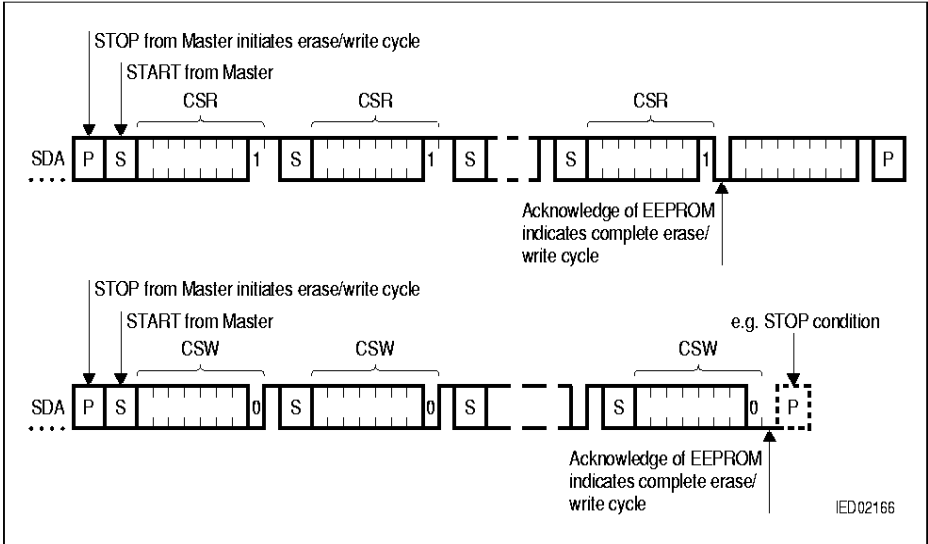 STOP from Master initiates erase/write cycle
START from Master
CSR CSR CSR
SDA P S 1 S 1 S S 1 P
Acknowledge of EEPROM
indicates complete erase/
write cycle
STOP from Master initiates erase/write cycle
START from Master e.g. STOP condition
CSW CSW CSW
SDA P S 0 S 0 S S 0 P
Acknowledge of EEPROM
indicates complete erase/
write cycle
IED02166